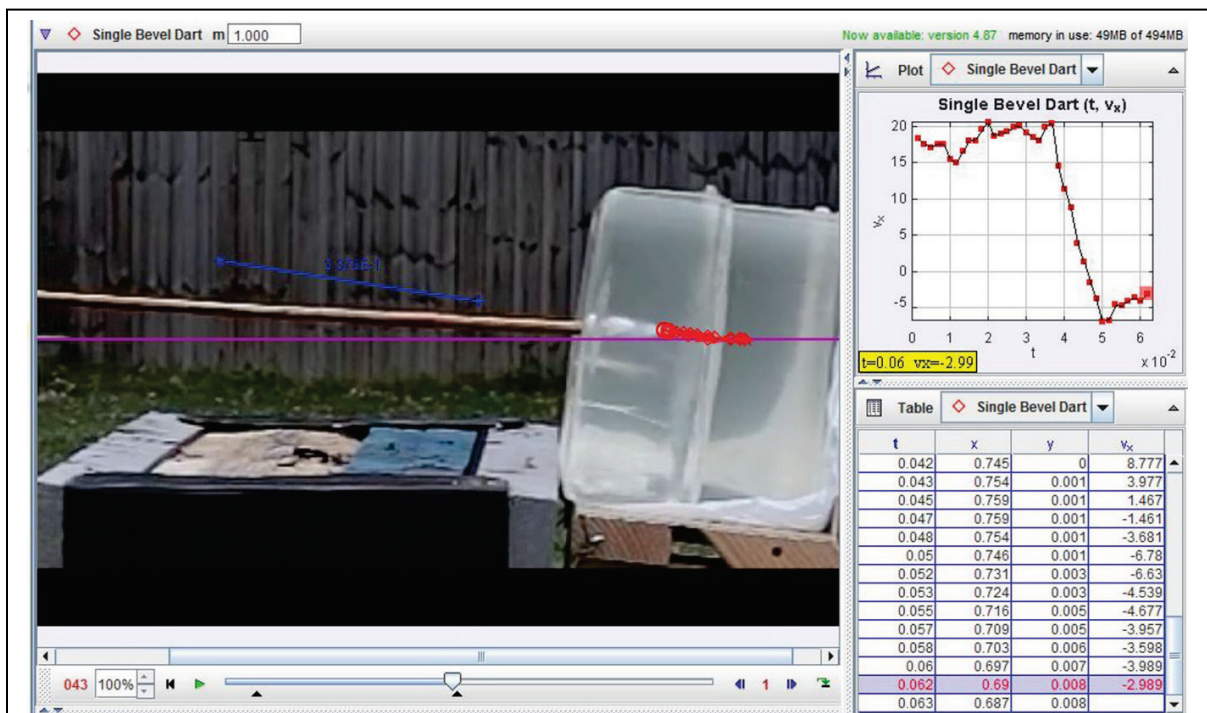 Single Bevel Dart m 1.000
Now available: version 4.87 memory in use: 49MB of 494MB
Plot Single Bevel Dart
Single Bevel Dart (t, vx)
20
15
10
5
0
-5
vx
0 1 2 3 4 5 6
t
x 10-2
t=0.06 vx=-2.99
Table Single Bevel Dart
t x y vx
0.042 0.745 0 8.777
0.043 0.754 0.001 3.977
0.045 0.759 0.001 1.467
0.047 0.759 0.001 -1.461
0.048 0.754 0.001 -3.681
0.05 0.746 0.001 -6.78
0.052 0.731 0.003 -6.63
0.053 0.724 0.003 -4.539
0.055 0.716 0.005 -4.677
0.057 0.709 0.005 -3.957
0.058 0.703 0.006 -3.598
0.06 0.697 0.007 -3.989
0.062 0.69 0.008 -2.989
0.063 0.687 0.008
043 100% 1